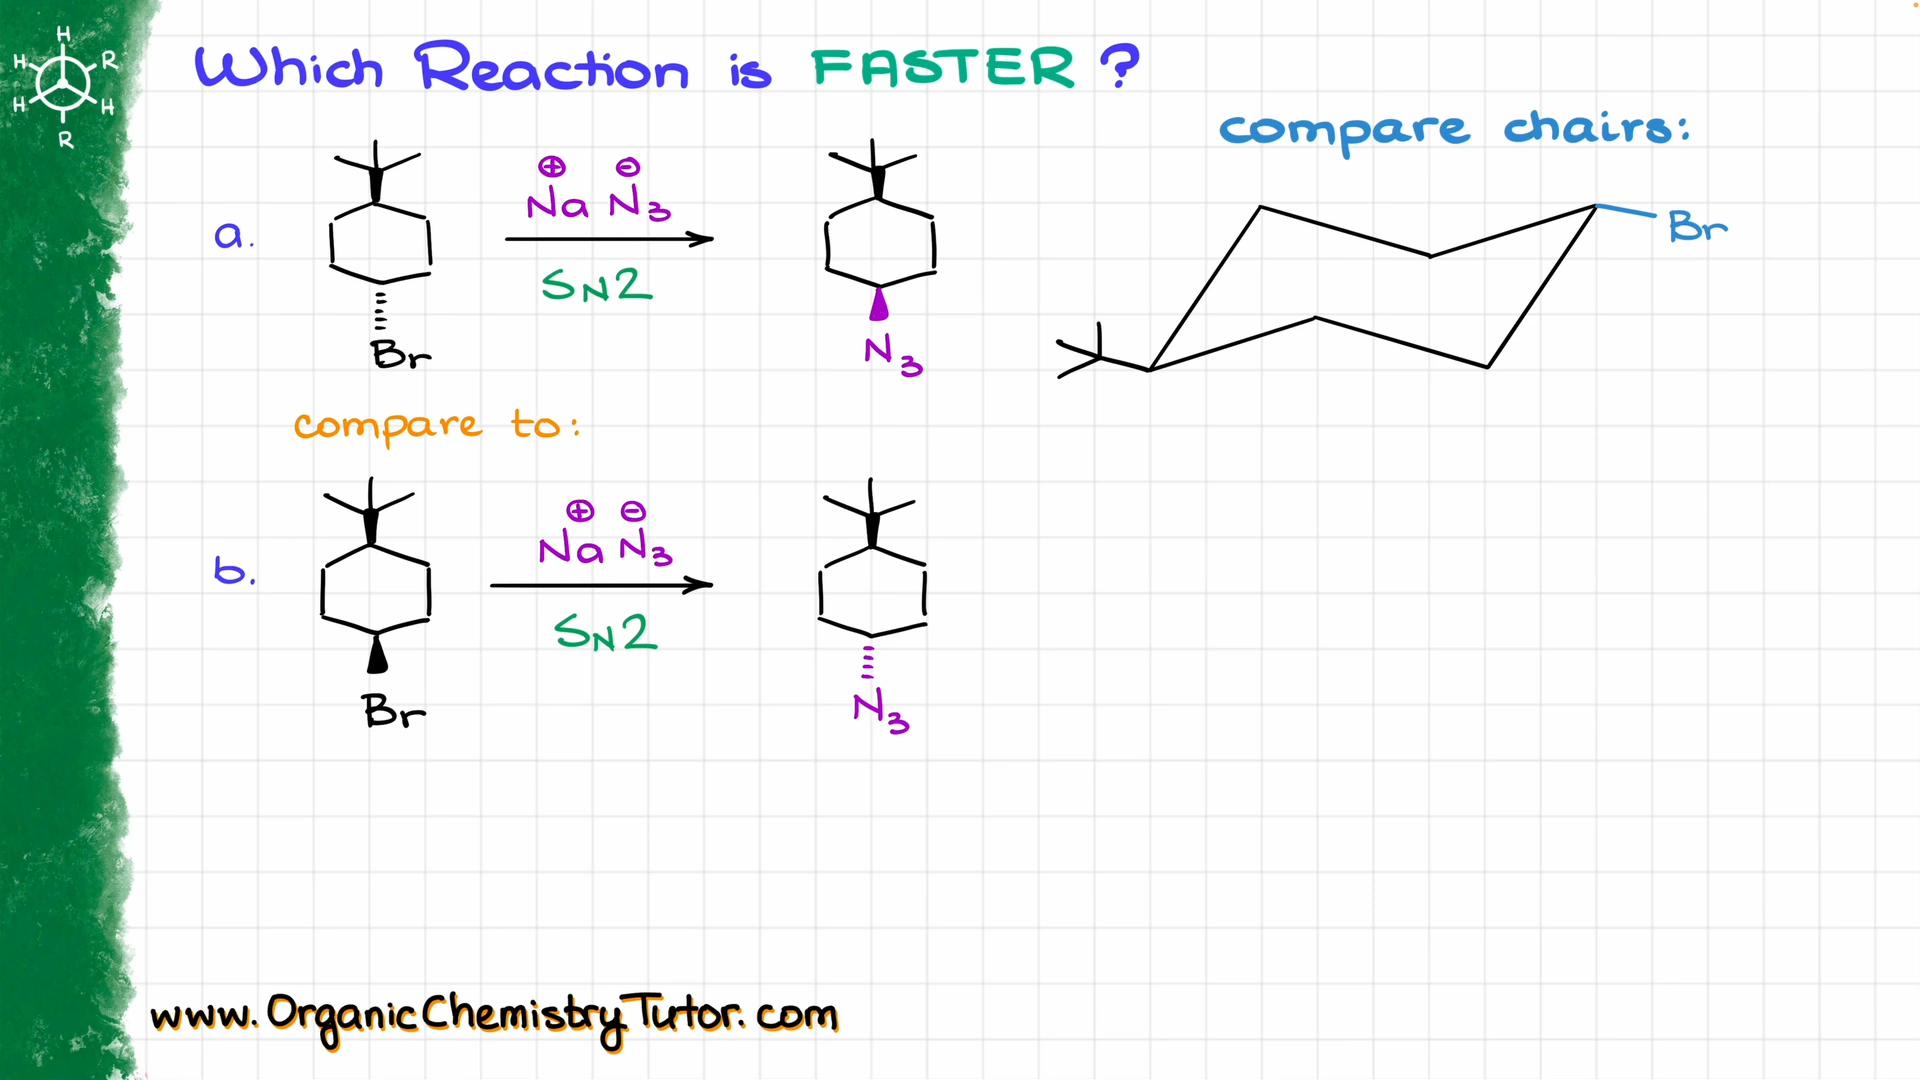 H
H R
H H
R
Which Reaction is FASTER ?
compare chairs:
a.
⊕ ⊖
Na N3
SN2
Br
N3
Br
compare to:
b.
⊕ ⊖
Na N3
SN2
Br
N3
www.OrganicChemistryTutor.com